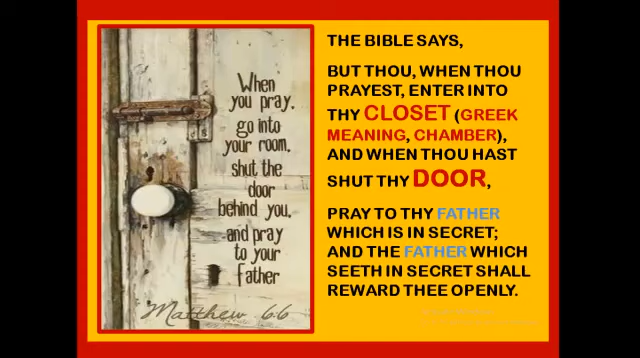 When
you pray,
go into
your room,
shut the
door
behind you,
and pray
to your
Father
Matthew 6:6
THE BIBLE SAYS,
BUT THOU, WHEN THOU
PRAYEST, ENTER INTO
THY CLOSET (GREEK
MEANING, CHAMBER),
AND WHEN THOU HAST
SHUT THY DOOR,
PRAY TO THY FATHER
WHICH IS IN SECRET;
AND THE FATHER WHICH
SEETH IN SECRET SHALL
REWARD THEE OPENLY.